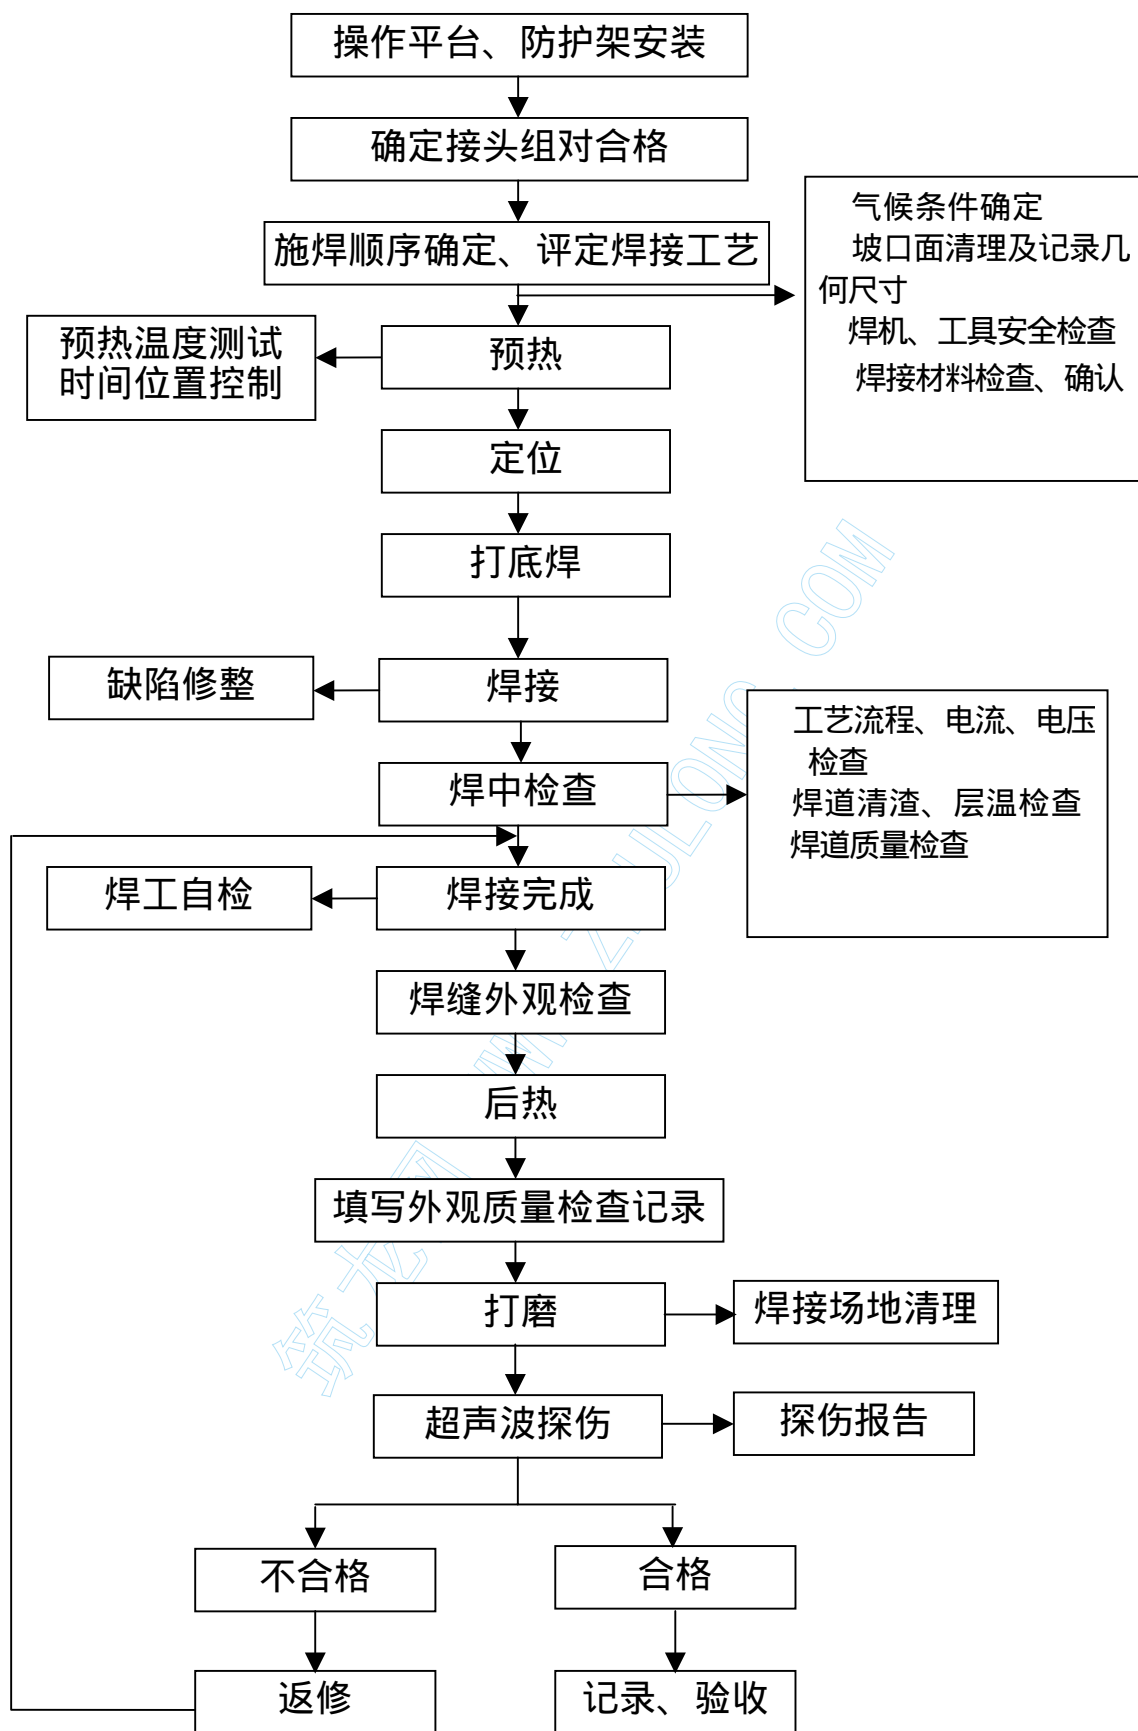 操作平台、防护架安装
确定接头组对合格
施焊顺序确定、评定焊接工艺
气候条件确定
坡口面清理及记录几
何尺寸
焊机、工具安全检查
焊接材料检查、确认
预热温度测试
时间位置控制
预热
定位
打底焊
缺陷修整
焊接
工艺流程、电流、电压
检查
焊道清渣、层温检查
焊道质量检查
焊中检查
焊工自检
焊接完成
焊缝外观检查
后热
填写外观质量检查记录
打磨
焊接场地清理
超声波探伤
探伤报告
不合格
合格
返修
记录、验收